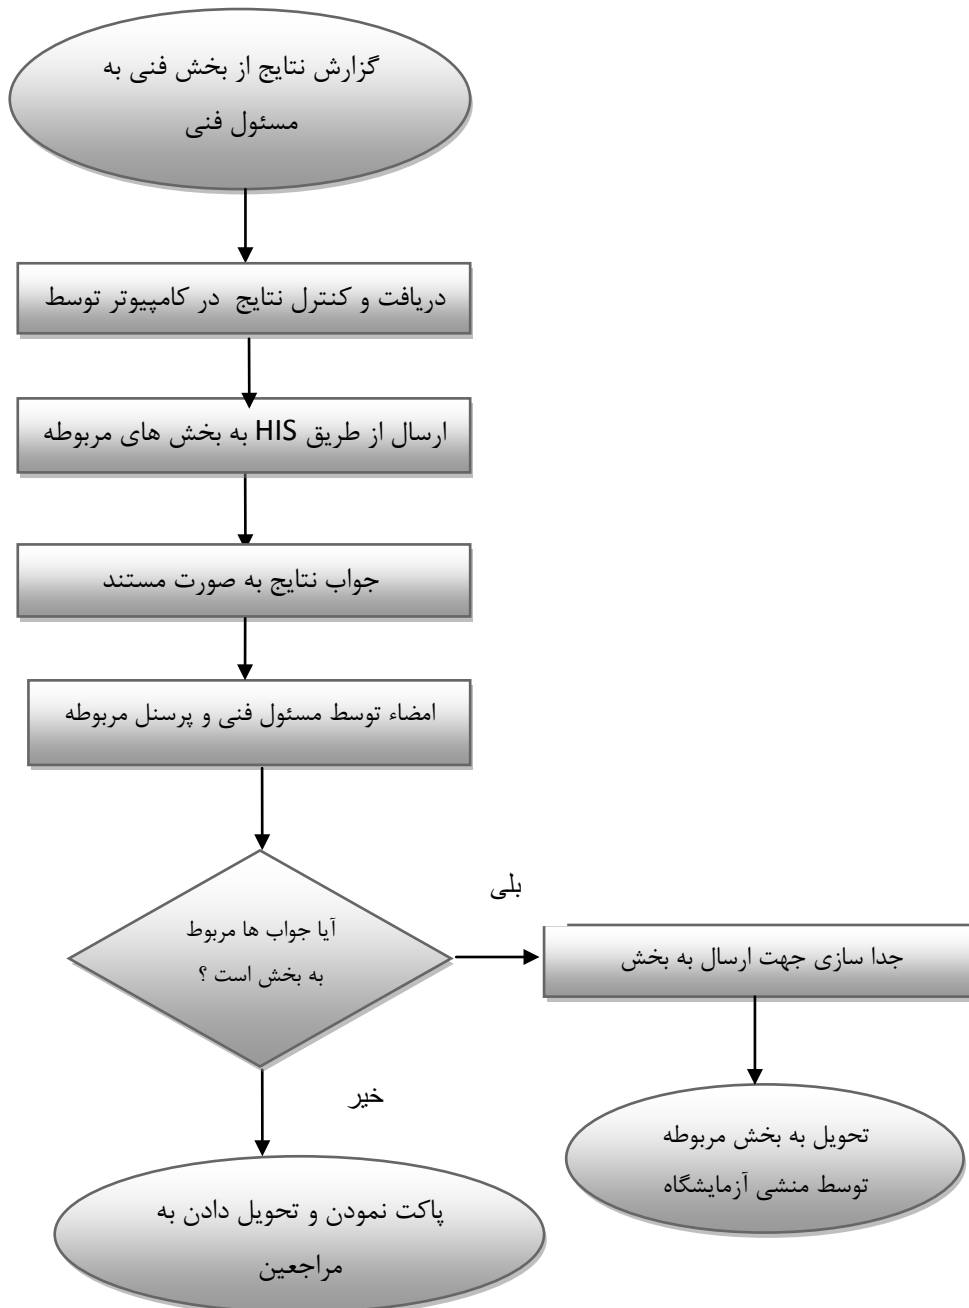 گزارش نتایج از بخش فنی به
مسئول فنی
دریافت و کنترل نتایج در کامپیوتر توسط
ارسال از طریق HIS به بخش های مربوطه
جواب نتایج به صورت مستند
امضاء توسط مسئول فنی و پرسنل مربوطه
آیا جواب ها مربوط
به بخش است ؟
بلی
جدا سازی جهت ارسال به بخش
تحویل به بخش مربوطه
توسط منشی آزمایشگاه
خیر
پاکت نمودن و تحویل دادن به
مراجعین